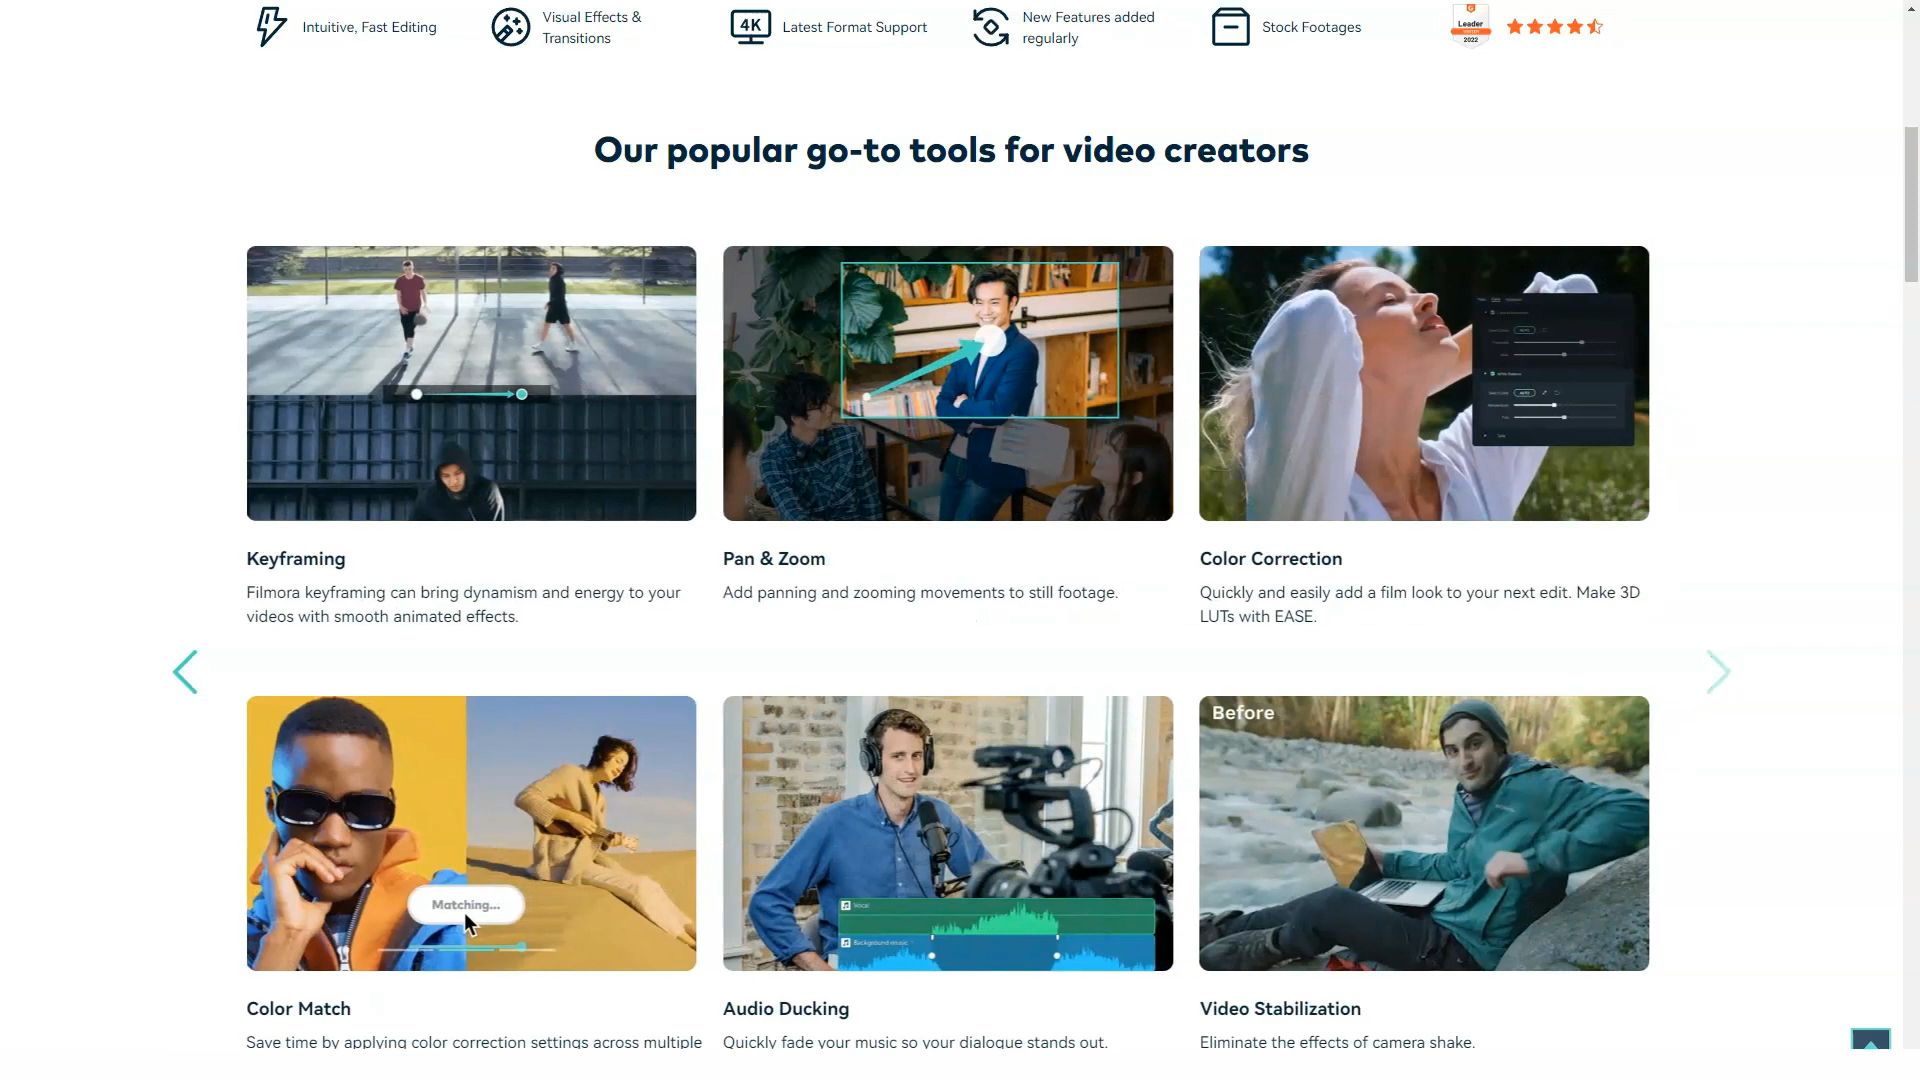 Intuitive, Fast Editing
Visual Effects &
Transitions
4K
Latest Format Support
New Features added
regularly
Stock Footages
Leader
2022
Our popular go-to tools for video creators
Keyframing
Filmora keyframing can bring dynamism and energy to your
videos with smooth animated effects.
Pan & Zoom
Add panning and zooming movements to still footage.
Color Correction
Quickly and easily add a film look to your next edit. Make 3D
LUTs with EASE.
Matching...
Vocal
Background music
Before
Color Match
Save time by applying color correction settings across multiple
Audio Ducking
Quickly fade your music so your dialogue stands out.
Video Stabilization
Eliminate the effects of camera shake.